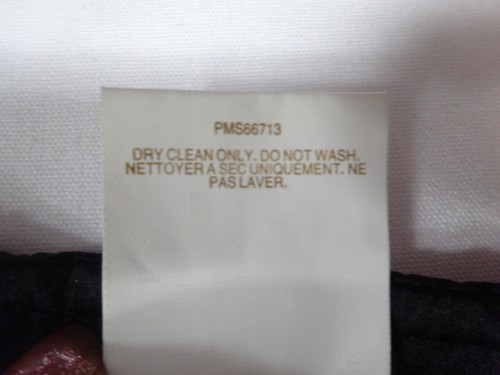 PMS66713
DRY CLEAN ONLY. DO NOT WASH.
NETTOYER A SEC UNIQUEMENT. NE
PAS LAVER.